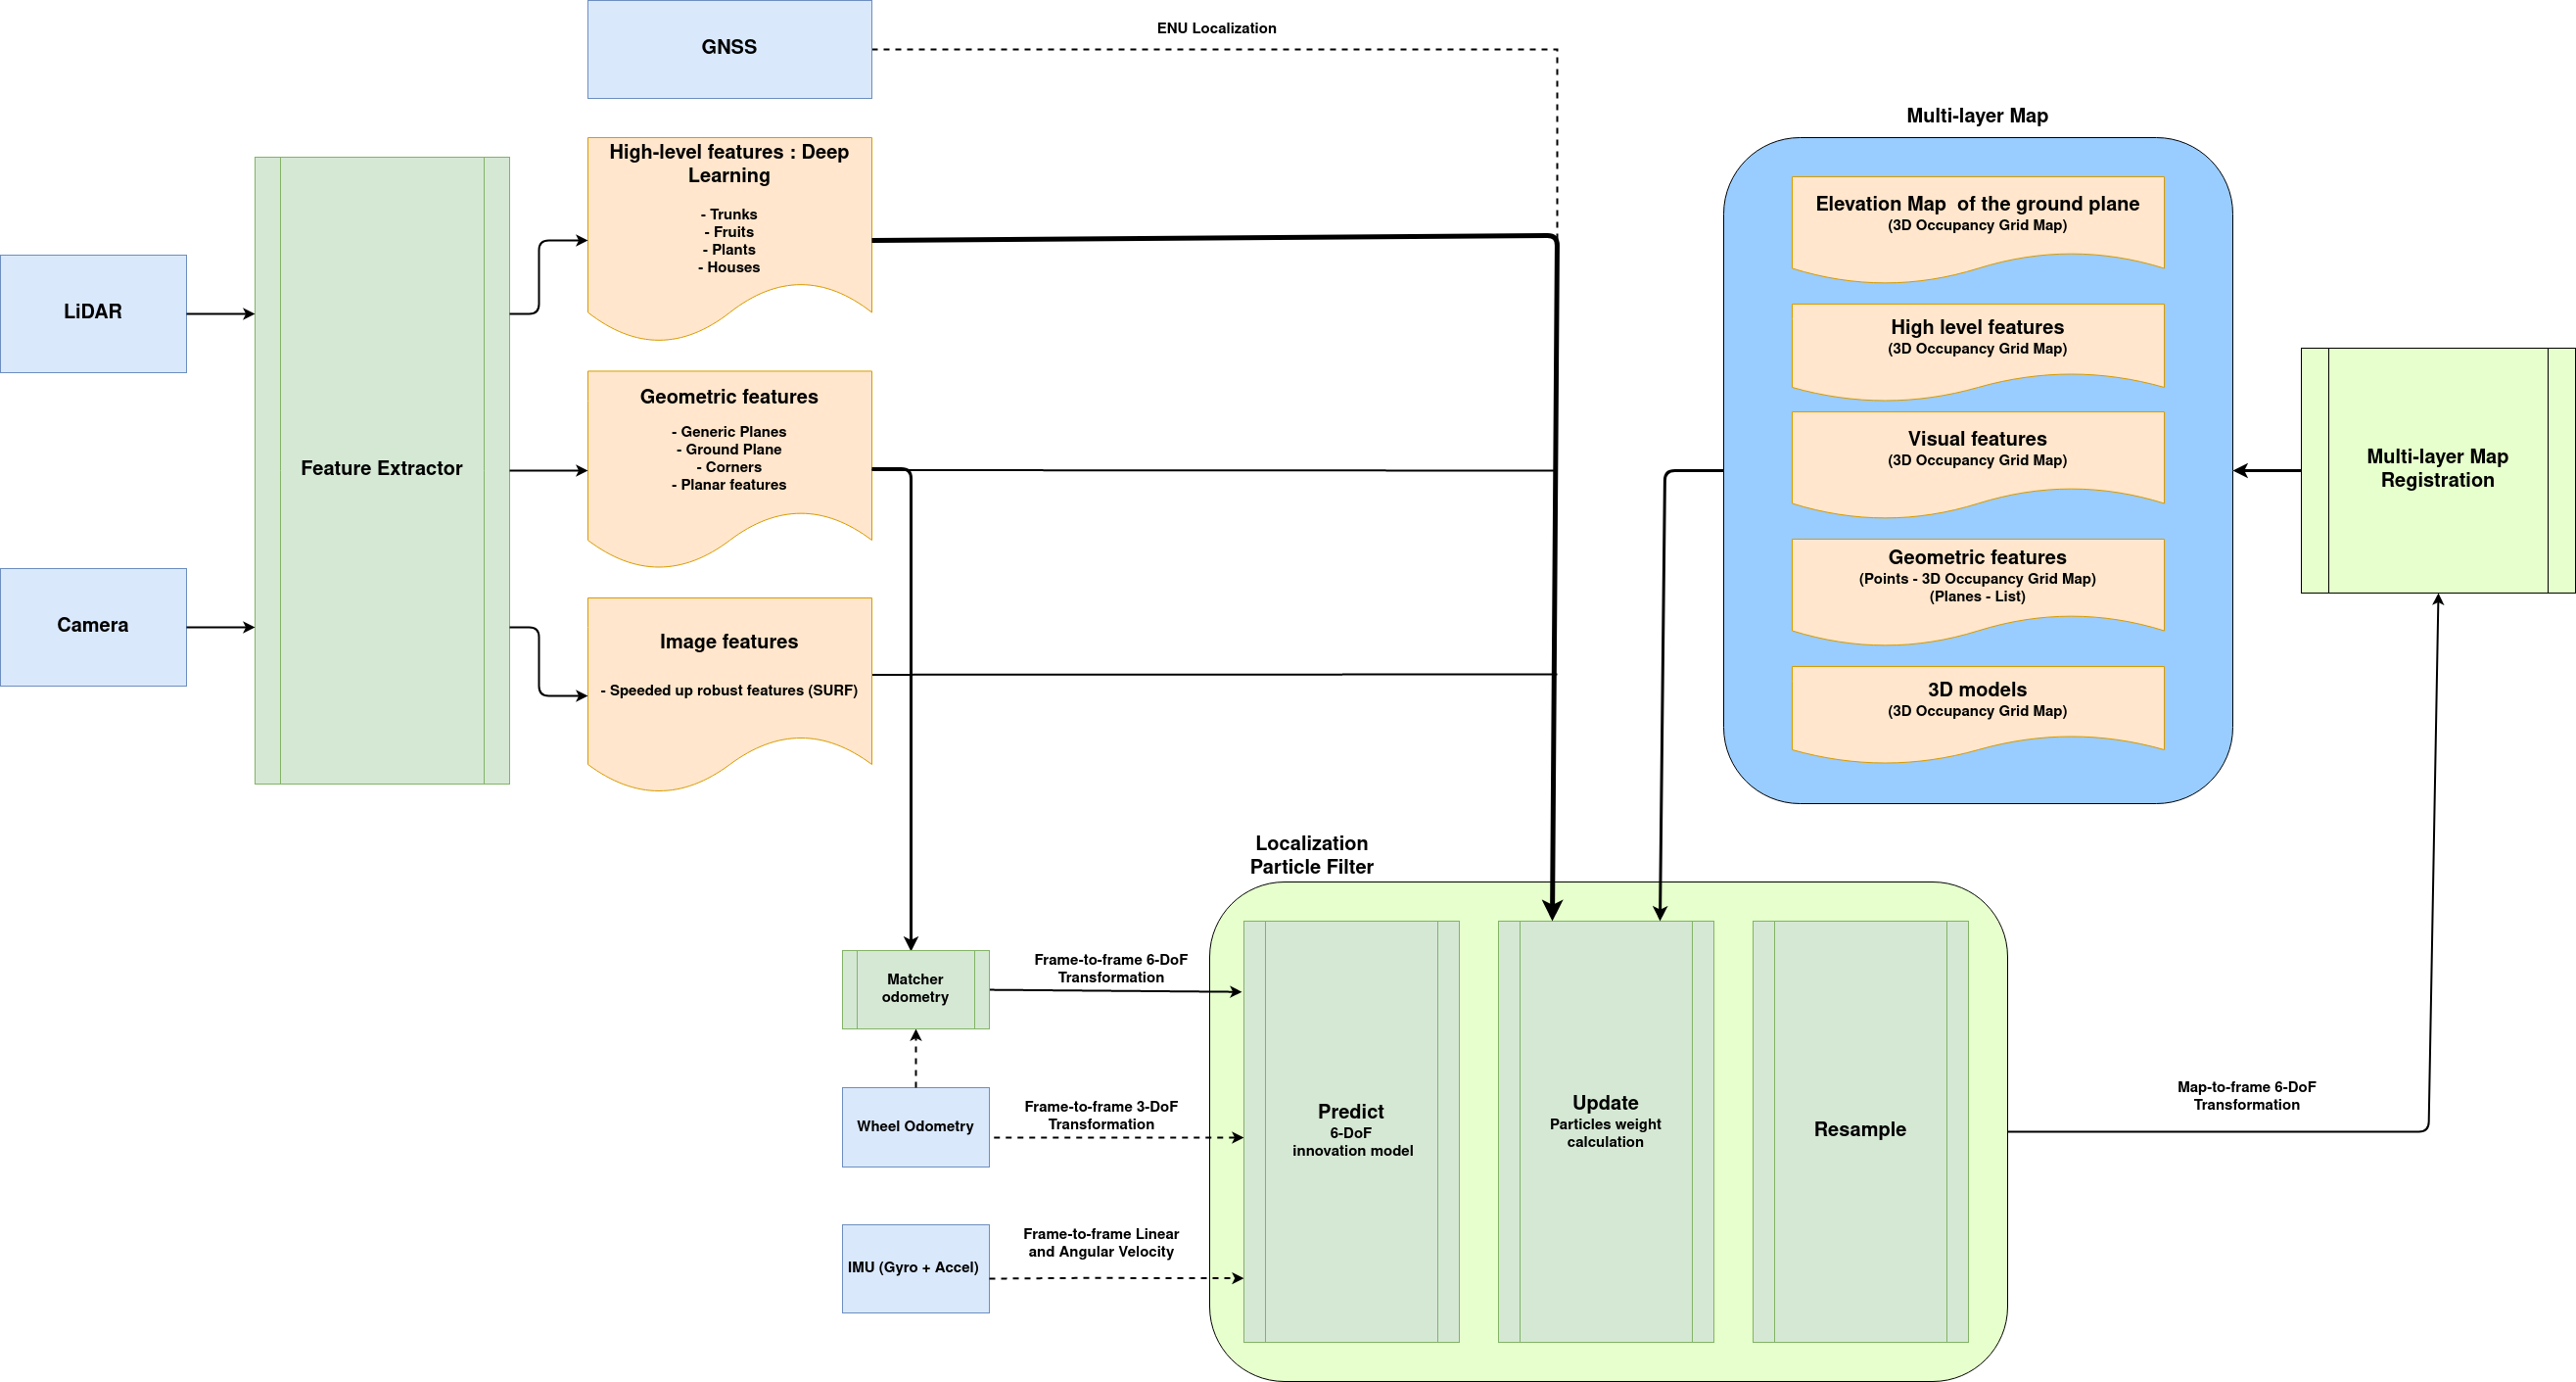 GNSS
ENU Localization
High-level features : Deep
Learning
- Trunks
- Fruits
- Plants
- Houses
LiDAR
Feature Extractor
Camera
Geometric features
- Generic Planes
- Ground Plane
- Corners
- Planar features
Image features
- Speeded up robust features (SURF)
Multi-layer Map
Elevation Map  of the ground plane
(3D Occupancy Grid Map)
High level features
(3D Occupancy Grid Map)
Visual features
(3D Occupancy Grid Map)
Geometric features
(Points - 3D Occupancy Grid Map)
(Planes - List)
3D models
(3D Occupancy Grid Map)
Multi-layer Map
Registration
Localization
Particle Filter
Matcher
odometry
Frame-to-frame 6-DoF
Transformation
Wheel Odometry
Frame-to-frame 3-DoF
Transformation
IMU (Gyro + Accel)
Frame-to-frame Linear
and Angular Velocity
Predict
6-DoF
innovation model
Update
Particles weight
calculation
Resample
Map-to-frame 6-DoF
Transformation